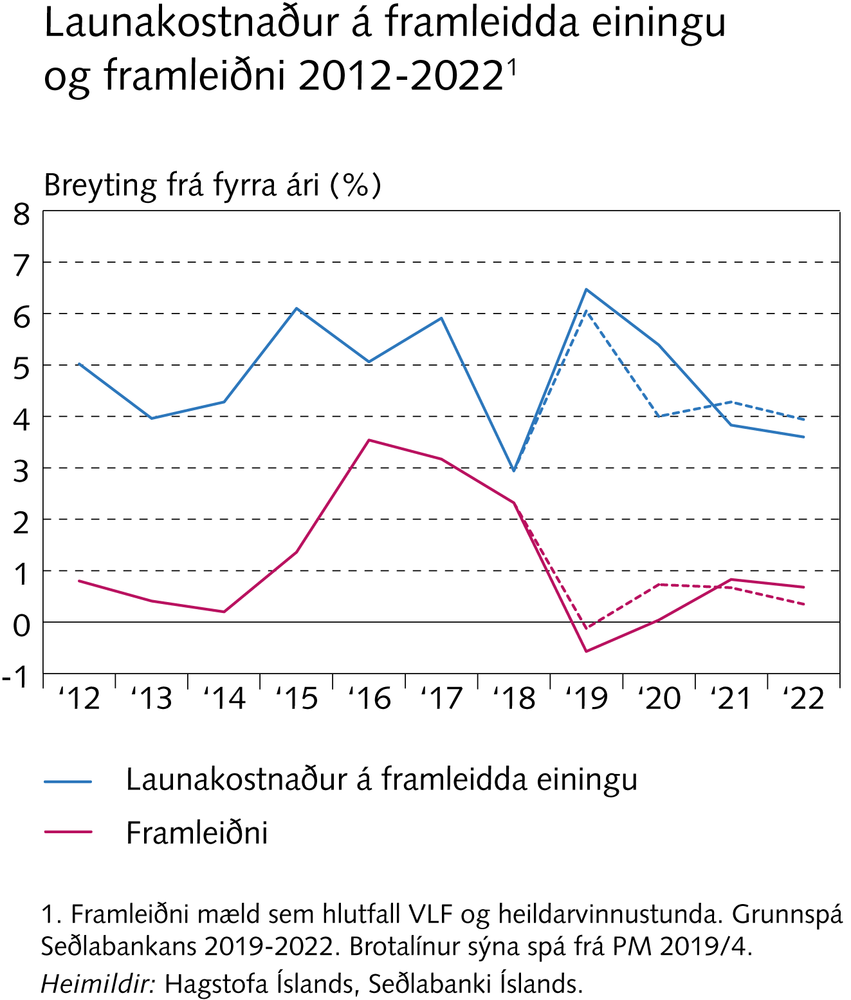 Launakostnaður á framleidda einingu
og framleiðni 2012-2022¹
Breyting frá fyrra ári (%)
8
7
6
5
4
3
2
1
0
-1
‘12 ‘13 ‘14 ‘15 ‘16 ‘17 ‘18 ‘19 ‘20 ‘21 ‘22
Launakostnaður á framleidda einingu
Framleiðni
1. Framleiðni mæld sem hlutfall VLF og heildarvinnustunda. Grunnspá
Seðlabankans 2019-2022. Brotalínur sýna spá frá PM 2019/4.
Heimildir: Hagstofa Íslands, Seðlabanki Íslands.